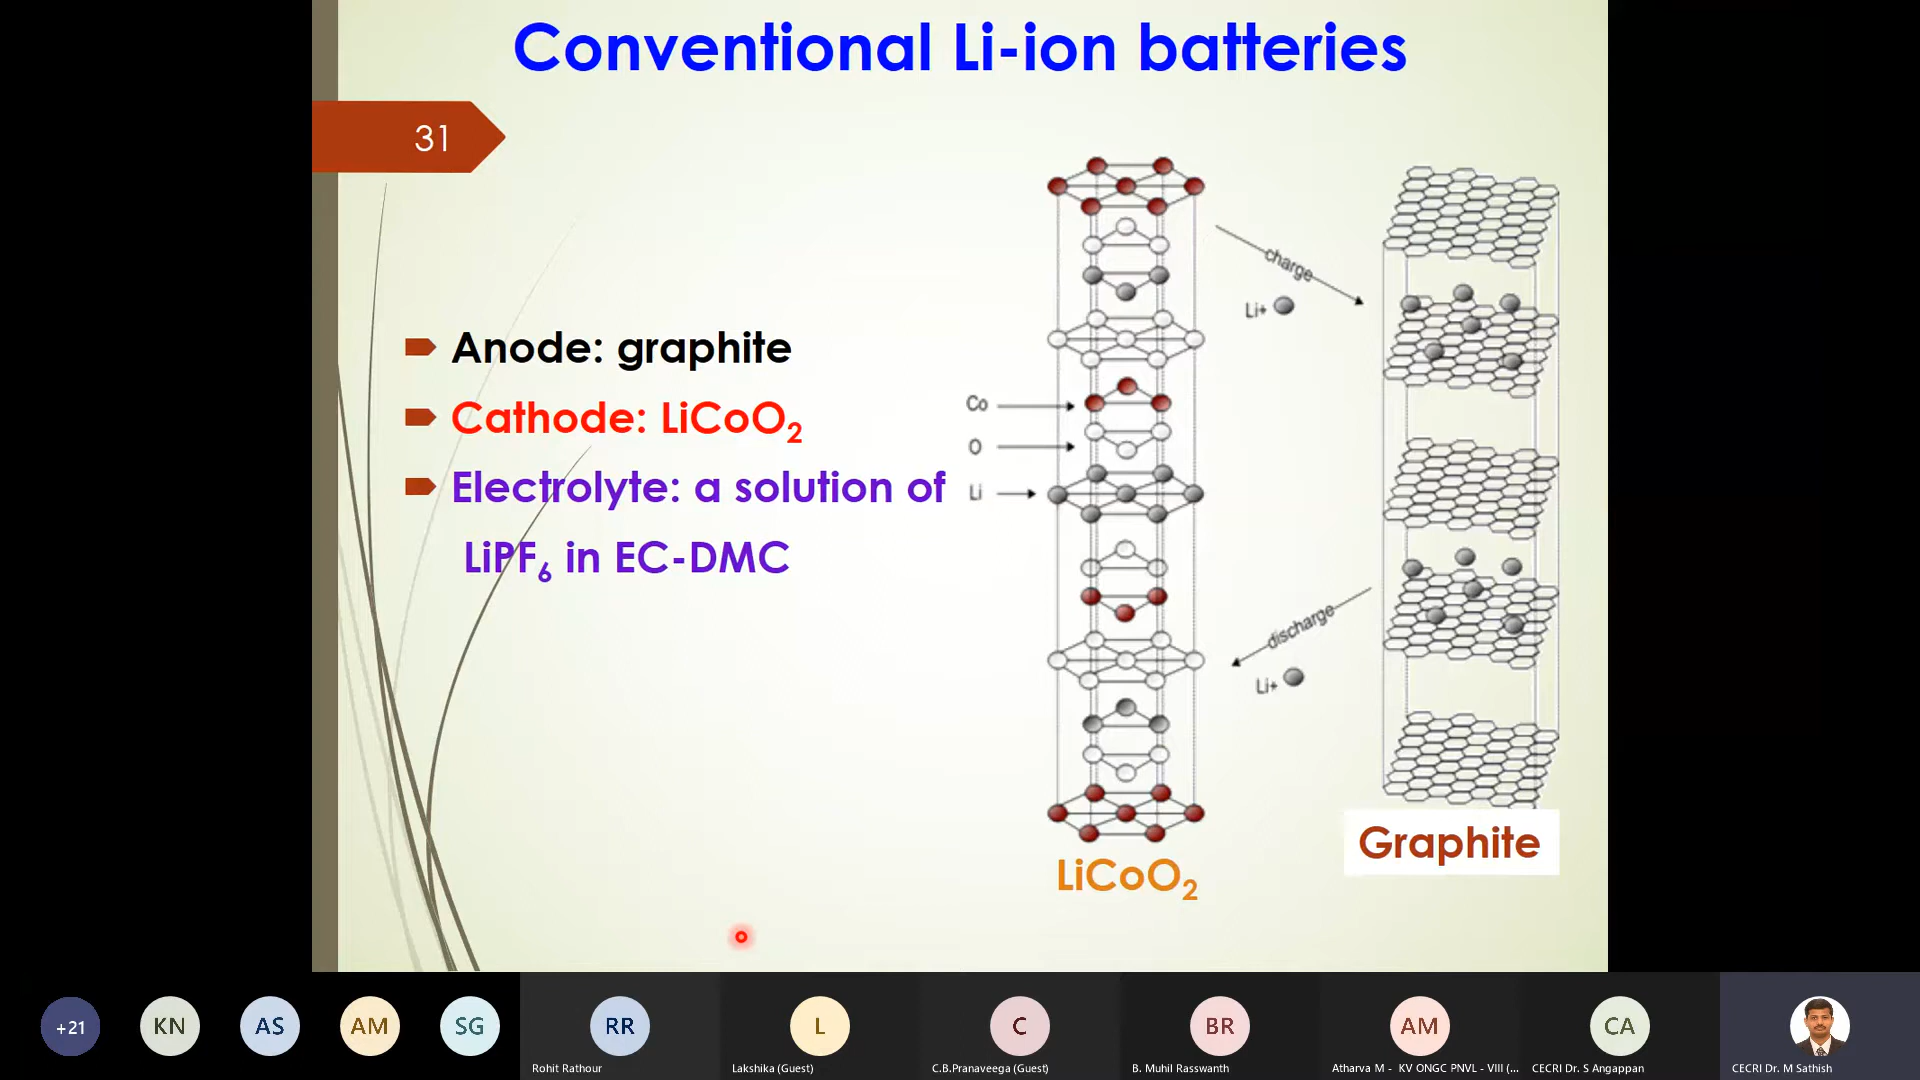 Conventional Li-ion batteries
31
Anode: graphite
Cathode: LiCoO₂
Electrolyte: a solution of
LiPF₆ in EC-DMC
Co
O
Li
charge
Li+
discharge
Li+
LiCoO₂
Graphite
+21
KN
AS
AM
SG
RR
L
C
BR
AM
CA
Rohit Rathour
Lakshika (Guest)
C.B.Pranaveega (Guest)
B. Muhil Rasswanth
Atharva M - KV ONGC PNVL - VIII (...
CECRI Dr. S Angappan
CECRI Dr. M Sathish